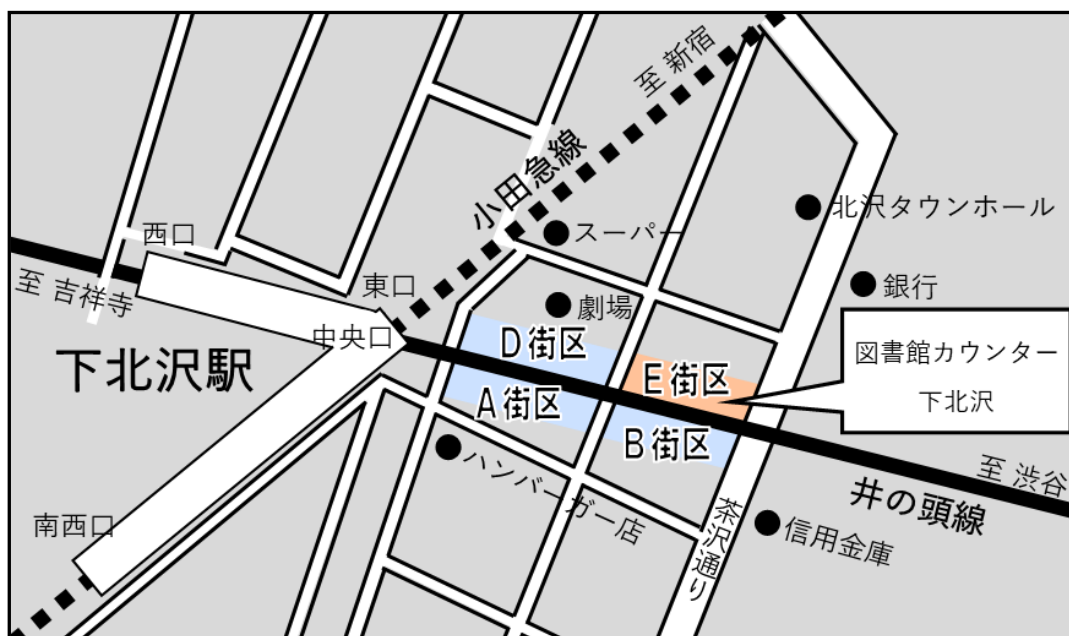 至 新宿
小田急線
北沢タウンホール
西口
スーパー
至 吉祥寺
東口
銀行
劇場
中央口
D街区
図書館カウンター
下北沢
下北沢駅
E街区
A街区
B街区
ハンバーガー店
至 渋谷
井の頭線
南西口
茶沢通り
信用金庫